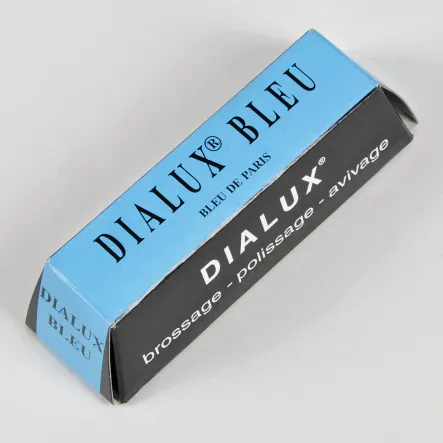 DIALUX® BLEU
BLEU DE PARIS
DIALUX®
brossage - polissage - avivage
DIALUX
BLEU